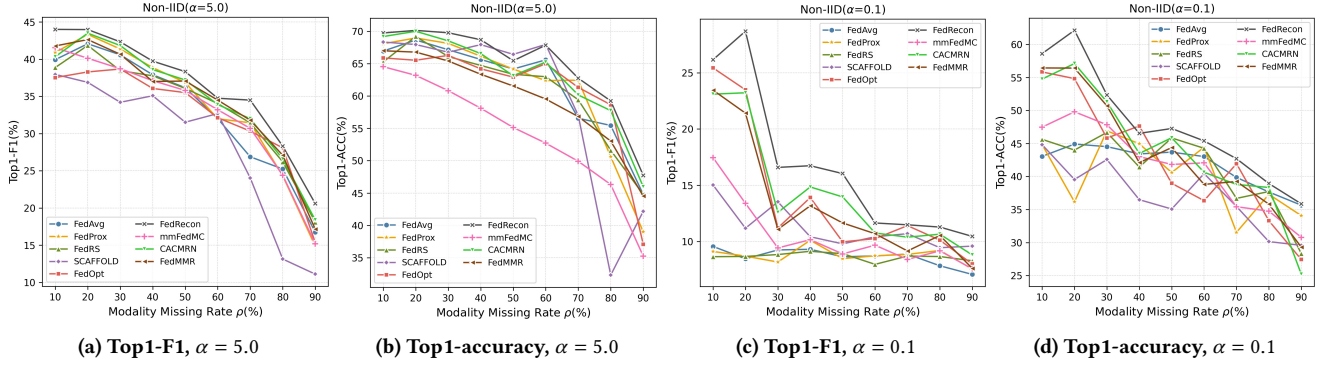 Non-IID(α=5.0)
Top1-F1(%)
45
40
35
30
25
20
15
10
10 20 30 40 50 60 70 80 90
Modality Missing Rate ρ(%)
FedAvg
FedProx
FedRS
SCAFFOLD
FedOpt
FedRecon
mmFedMC
CACMRN
FedMMR
(a) Top1-F1, α = 5.0
Non-IID(α=5.0)
Top1-ACC(%)
70
65
60
55
50
45
40
35
10 20 30 40 50 60 70 80 90
Modality Missing Rate ρ(%)
FedAvg
FedProx
FedRS
SCAFFOLD
FedOpt
FedRecon
mmFedMC
CACMRN
FedMMR
(b) Top1-accuracy, α = 5.0
Non-IID(α=0.1)
Top1-F1(%)
25
20
15
10
10 20 30 40 50 60 70 80 90
Modality Missing Rate ρ(%)
FedAvg
FedProx
FedRS
SCAFFOLD
FedOpt
FedRecon
mmFedMC
CACMRN
FedMMR
(c) Top1-F1, α = 0.1
Non-IID(α=0.1)
Top1-ACC(%)
60
55
50
45
40
35
30
25
10 20 30 40 50 60 70 80 90
Modality Missing Rate ρ(%)
FedAvg
FedProx
FedRS
SCAFFOLD
FedOpt
FedRecon
mmFedMC
CACMRN
FedMMR
(d) Top1-accuracy, α = 0.1